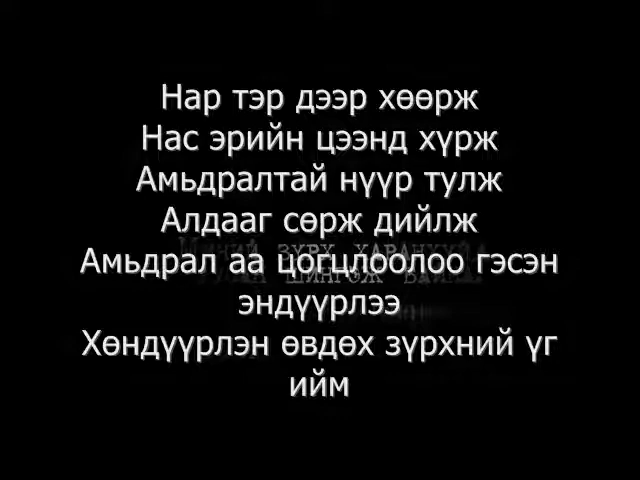 Нар тэр дээр хөөрж
Нас эрийн цээнд хүрж
Амьдралтай нүүр тулж
Алдааг сөрж дийлж
Амьдрал аа цогцлоолоо гэсэн
эндүүрлээ
Хөндүүрлэн өвдөх зүрхний үг
ийм